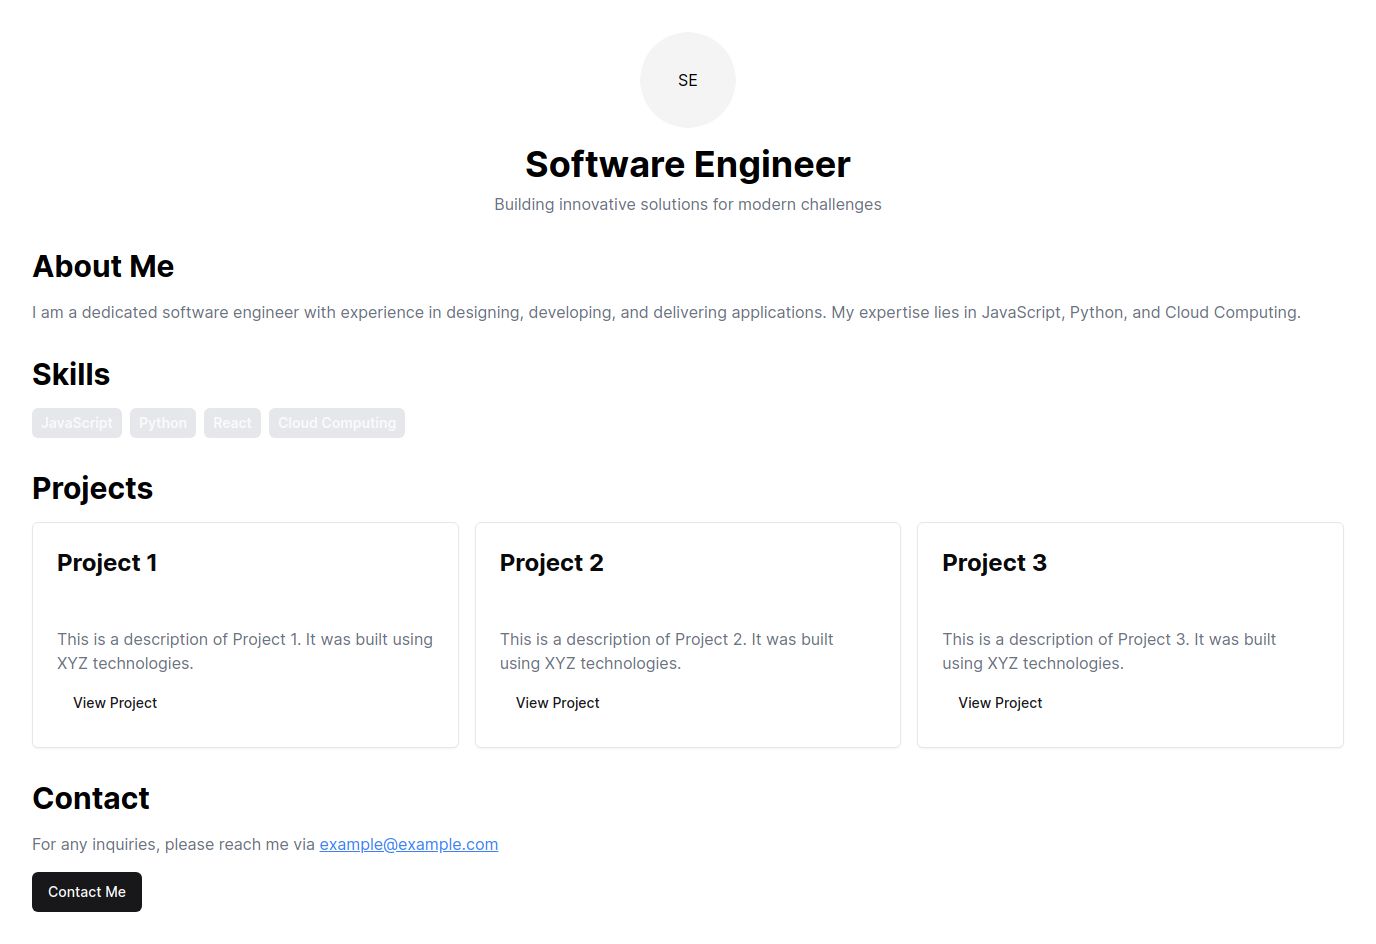 SE
Software Engineer
Building innovative solutions for modern challenges
About Me
I am a dedicated software engineer with experience in designing, developing, and delivering applications. My expertise lies in JavaScript, Python, and Cloud Computing.
Skills
JavaScript Python React Cloud Computing
Projects
Project 1
This is a description of Project 1. It was built using
XYZ technologies.
View Project
Project 2
This is a description of Project 2. It was built
using XYZ technologies.
View Project
Project 3
This is a description of Project 3. It was built
using XYZ technologies.
View Project
Contact
For any inquiries, please reach me via example@example.com
Contact Me